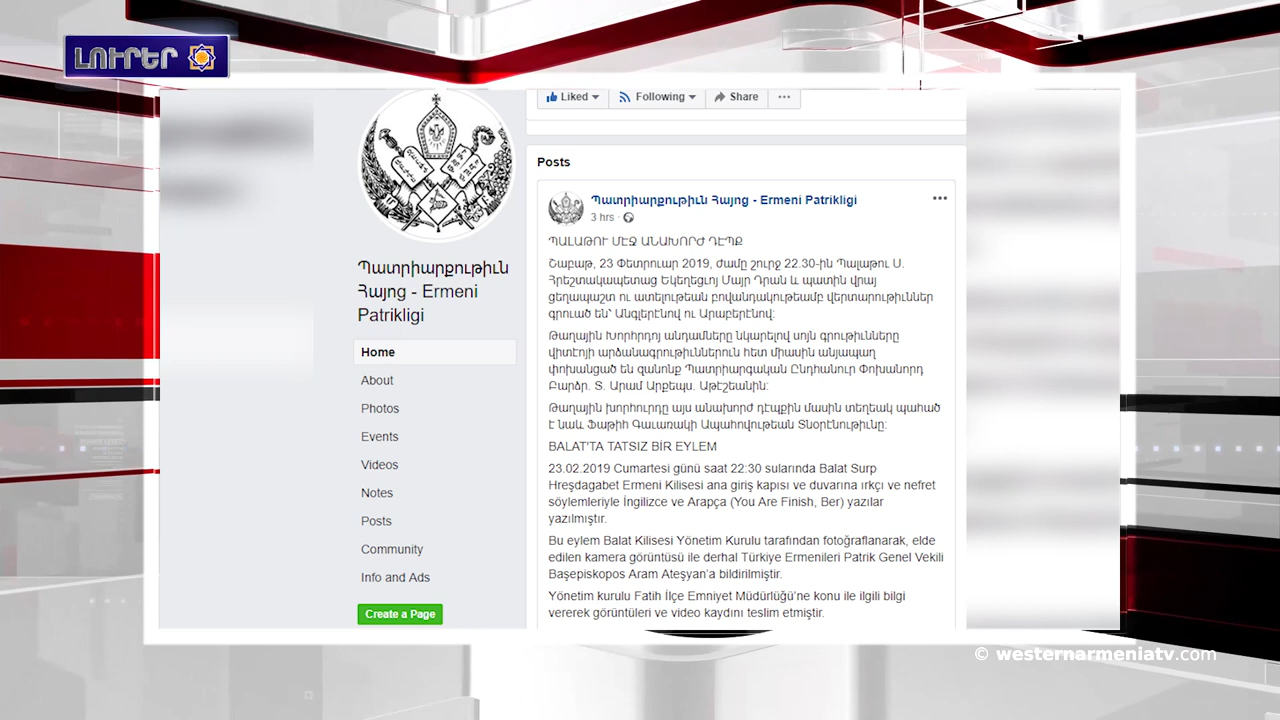 ԼՈՒՐԵՐ
Liked
Following
Share
Posts
Պատրիարքութիւն Հայոց - Ermeni Patrikligi
3 hrs
ՊԱԼԱԹՈՒ ՄԷՋ ԱՆԱԽՈՐԺ ԴԷՊՔ
Շաբաթ, 23 Փետրուար 2019, ժամը շուրջ 22.30-ին Պալաթու Ս.
Հրեշտակապետաց Եկեղեցւոյ Մայր Դրան և պատին վրայ
ցեղապաշտ ու ատելութեան բովանդակութեամբ վերտարութիւններ
գրուած են՝ Անգլերէնով ու Արաբերէնով։
Թաղային Խորհրդոյ անդամները նկարելով սոյն գրութիւնները
վիտէոյի արձանագրութիւններուն հետ միասին անյապաղ
փոխանցած են զանոնք Պատրիարգական Ընդհանուր Փոխանորդ
Բարձր. Տ. Արամ Արքեպս. Աթէշեանին։
Թաղային խորհուրդը այս անախորժ դէպքին մասին տեղեակ պահած
է նաև Ֆաթիհ Գաւառակի Ապահովութեան Տնօրէնութիւնը։
BALAT'TA TATSIZ BİR EYLEM
23.02.2019 Cumartesi günü saat 22:30 sularında Balat Surp
Hreşdagabet Ermeni Kilisesi ana giriş kapısı ve duvarına ırkçı ve nefret
söylemleriyle İngilizce ve Arapça (You Are Finish, Ber) yazılar
yazılmıştır.
Bu eylem Balat Kilisesi Yönetim Kurulu tarafından fotoğraflanarak, elde
edilen kamera görüntüsü ile derhal Türkiye Ermenileri Patrik Genel Vekili
Başepiskopos Aram Ateşyan'a bildirilmiştir.
Yönetim kurulu Fatih İlçe Emniyet Müdürlüğü'ne konu ile ilgili bilgi
vererek görüntüleri ve video kaydını teslim etmiştir.
Պատրիարքութիւն
Հայոց - Ermeni
Patrikligi
Home
About
Photos
Events
Videos
Notes
Posts
Community
Info and Ads
Create a Page
© westernarmeniatv.com